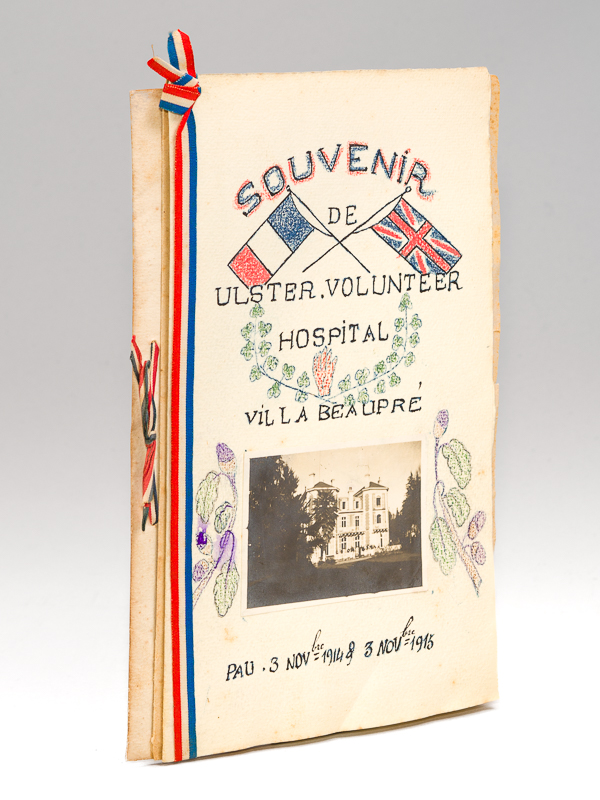 SOUVENIR
DE
ULSTER.VOLUNTEER
HOSPITAL
VILLA BEAUPRÉ
PAU . 3 NOVbre 1914 & 3 NOVbre 1915